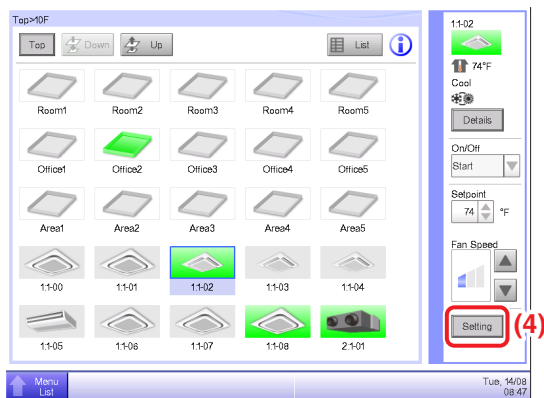 Top>10F
Top Down Up List
Room1 Room2 Room3 Room4 Room5
Office1 Office2 Office3 Office4 Office5
Area1 Area2 Area3 Area4 Area5
1:1-00 1:1-01 1:1-02 1:1-03 1:1-04
1:1-05 1:1-06 1:1-07 1:1-08 2:1-01
1:1-02
74°F
Cool
Details
On/Off
Start
Setpoint
74 °F
Fan Speed
Setting (4)
Menu
List
Tue, 14/08
08:47